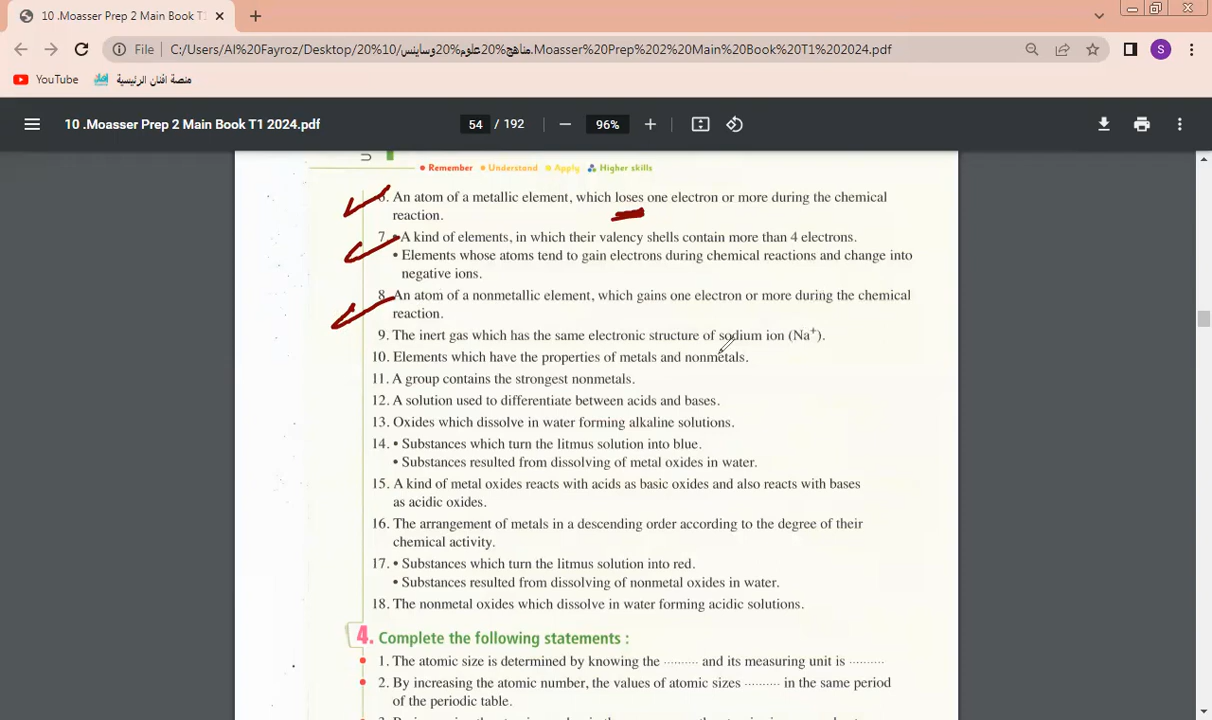 10 .Moasser Prep 2 Main Book T1
File C:/Users/Al%20Fayroz/Desktop/20%10/مناهج%20علوم%20وساينس.Moasser%20Prep%202%20Main%20Book%20T1%202024.pdf S
YouTube منصة افنان الرئيسية
10 .Moasser Prep 2 Main Book T1 2024.pdf 54 / 192 96%
• Remember • Understand • Apply Higher skills
6. An atom of a metallic element, which loses one electron or more during the chemical
reaction.
7. • A kind of elements, in which their valency shells contain more than 4 electrons.
• Elements whose atoms tend to gain electrons during chemical reactions and change into
negative ions.
8. An atom of a nonmetallic element, which gains one electron or more during the chemical
reaction.
9. The inert gas which has the same electronic structure of sodium ion (Na+).
10. Elements which have the properties of metals and nonmetals.
11. A group contains the strongest nonmetals.
12. A solution used to differentiate between acids and bases.
13. Oxides which dissolve in water forming alkaline solutions.
14. • Substances which turn the litmus solution into blue.
• Substances resulted from dissolving of metal oxides in water.
15. A kind of metal oxides reacts with acids as basic oxides and also reacts with bases
as acidic oxides.
16. The arrangement of metals in a descending order according to the degree of their
chemical activity.
17. • Substances which turn the litmus solution into red.
• Substances resulted from dissolving of nonmetal oxides in water.
18. The nonmetal oxides which dissolve in water forming acidic solutions.
4. Complete the following statements :
• 1. The atomic size is determined by knowing the ......... and its measuring unit is .........
• 2. By increasing the atomic number, the values of atomic sizes ......... in the same period
of the periodic table.